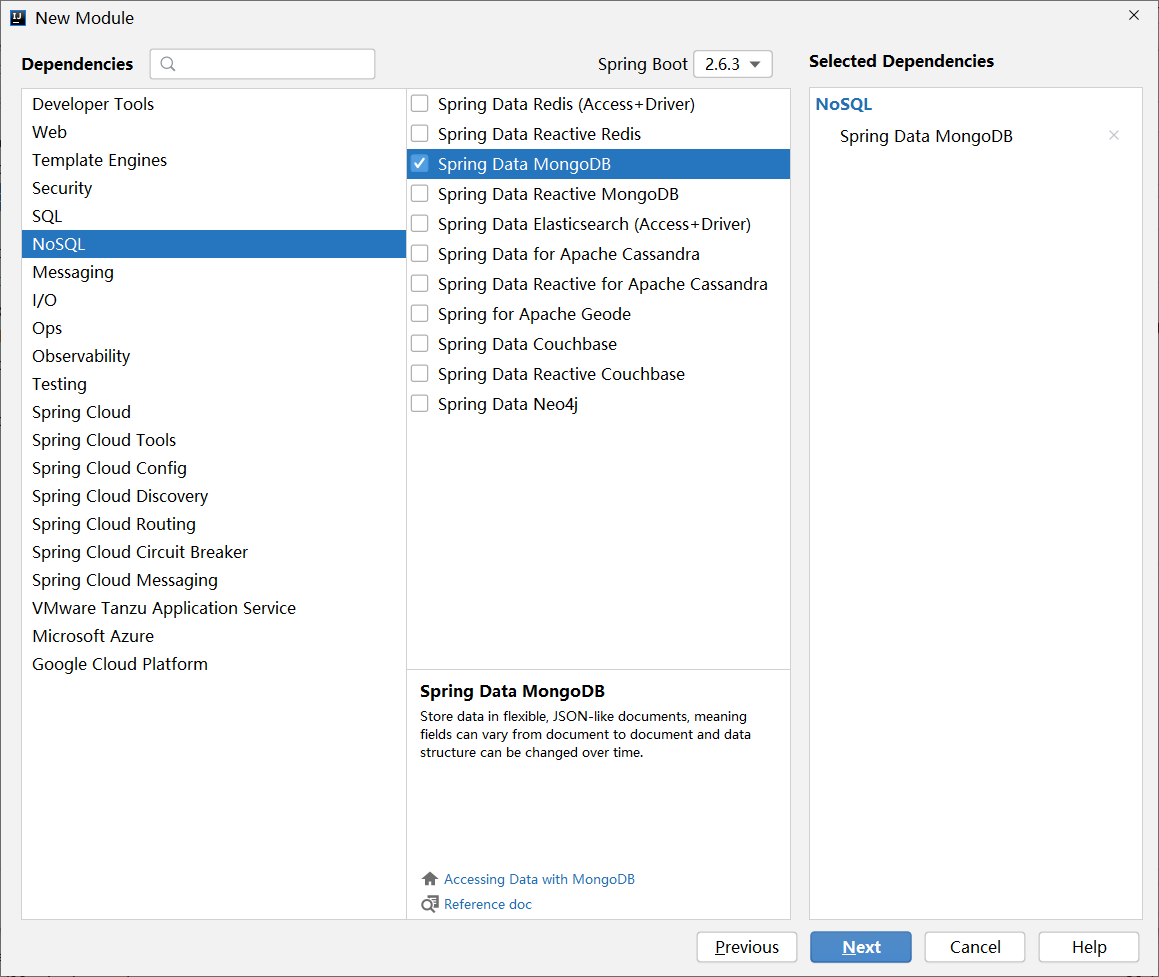 New Module
Dependencies
Spring Boot 2.6.3
Selected Dependencies
Developer Tools
Web
Template Engines
Security
SQL
NoSQL
Messaging
I/O
Ops
Observability
Testing
Spring Cloud
Spring Cloud Tools
Spring Cloud Config
Spring Cloud Discovery
Spring Cloud Routing
Spring Cloud Circuit Breaker
Spring Cloud Messaging
VMware Tanzu Application Service
Microsoft Azure
Google Cloud Platform
Spring Data Redis (Access+Driver)
Spring Data Reactive Redis
Spring Data MongoDB
Spring Data Reactive MongoDB
Spring Data Elasticsearch (Access+Driver)
Spring Data for Apache Cassandra
Spring Data Reactive for Apache Cassandra
Spring for Apache Geode
Spring Data Couchbase
Spring Data Reactive Couchbase
Spring Data Neo4j
Spring Data MongoDB
Store data in flexible, JSON-like documents, meaning
fields can vary from document to document and data
structure can be changed over time.
Accessing Data with MongoDB
Reference doc
NoSQL
Spring Data MongoDB
Previous
Next
Cancel
Help